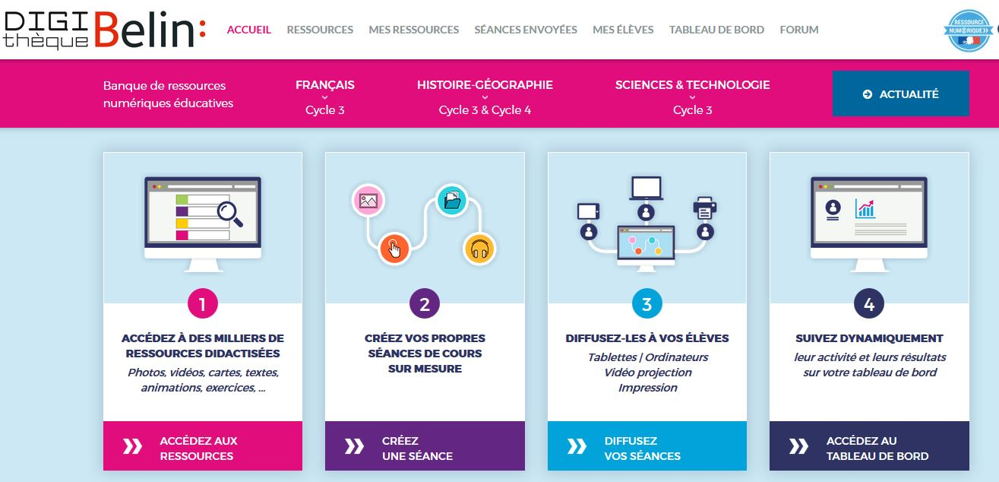 DIGI
thèque
Belin:
ACCUEIL RESSOURCES MES RESSOURCES SÉANCES ENVOYÉES MES ÉLÈVES TABLEAU DE BORD FORUM
RESSOURCE
NUMÉRIQUE
Banque de ressources
numériques éducatives
FRANÇAIS
Cycle 3
HISTOIRE-GÉOGRAPHIE
Cycle 3 & Cycle 4
SCIENCES & TECHNOLOGIE
Cycle 3
ACTUALITÉ
1
ACCÉDEZ À DES MILLIERS DE
RESSOURCES DIDACTISÉES
Photos, vidéos, cartes, textes,
animations, exercices, ...
ACCÉDEZ AUX
RESSOURCES
2
CRÉEZ VOS PROPRES
SÉANCES DE COURS
SUR MESURE
CRÉEZ
UNE SÉANCE
3
DIFFUSEZ-LES À VOS ÉLÈVES
Tablettes | Ordinateurs
Vidéo projection
Impression
DIFFUSEZ
VOS SÉANCES
4
SUIVEZ DYNAMIQUEMENT
leur activité et leurs résultats
sur votre tableau de bord
ACCÉDEZ AU
TABLEAU DE BORD